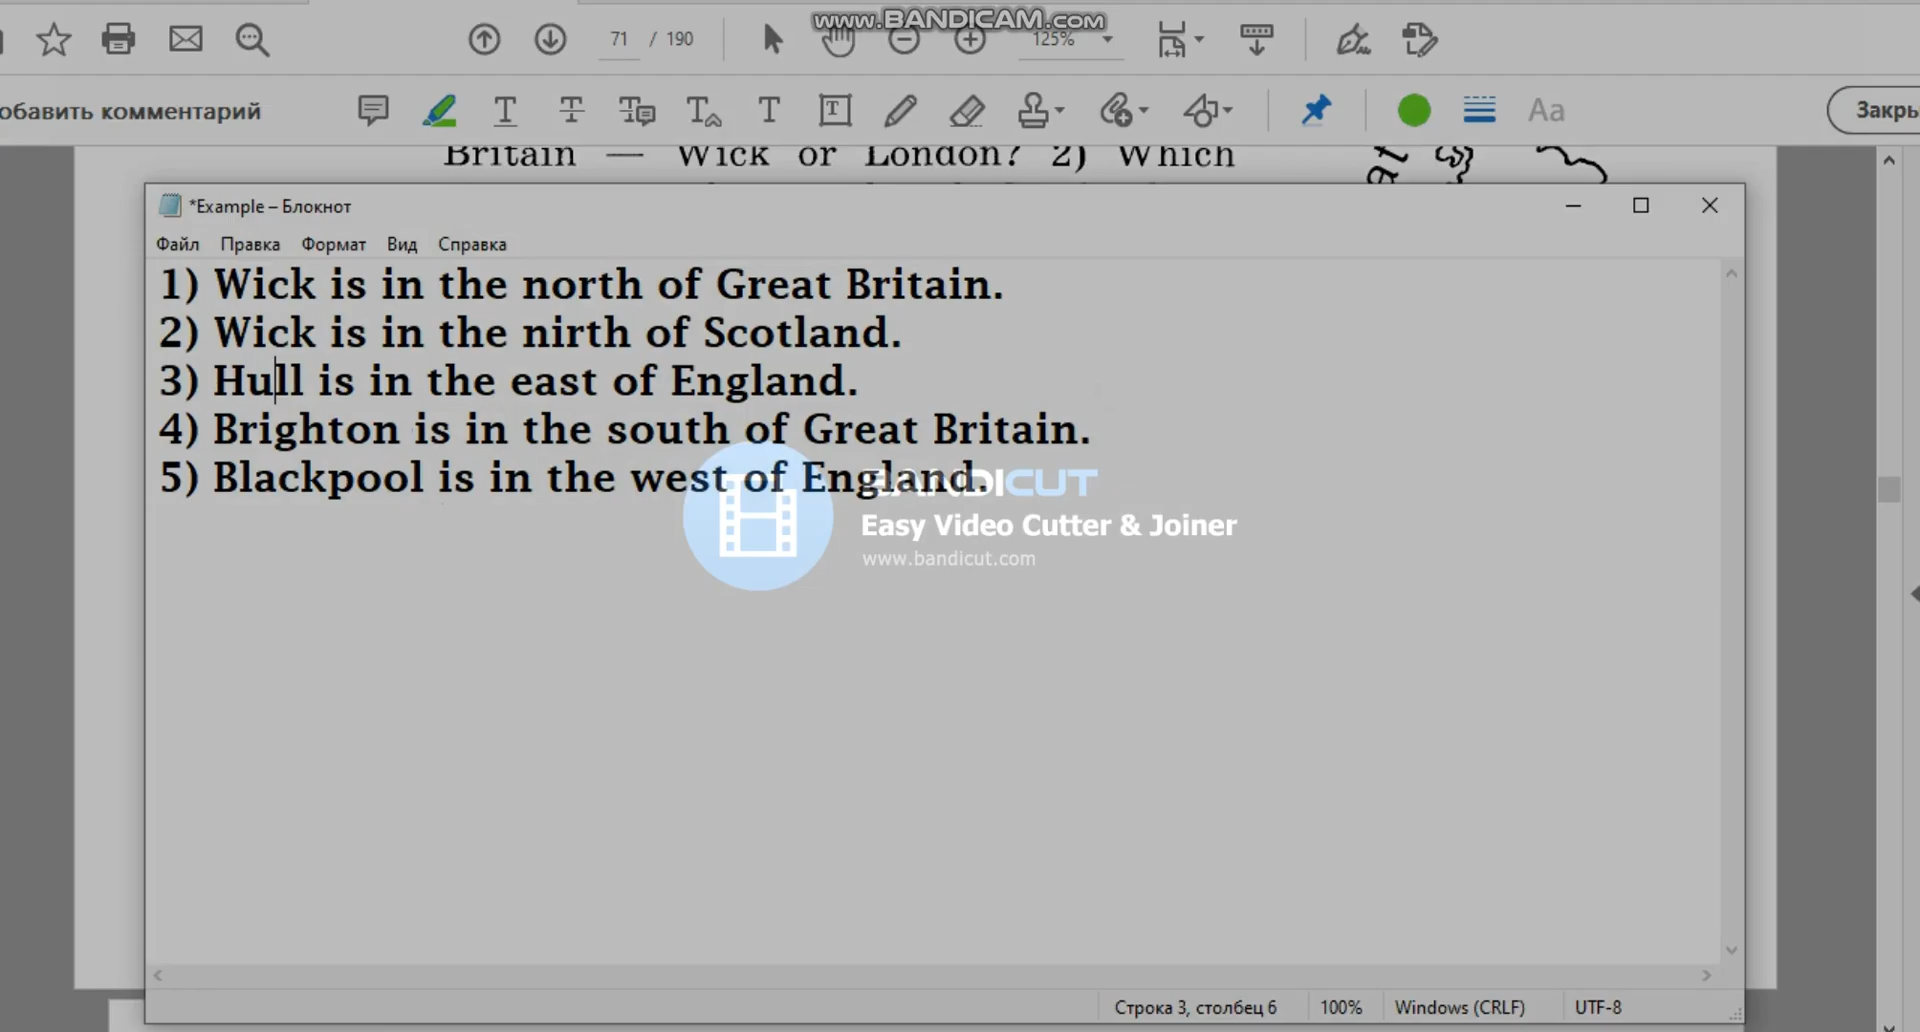 www.BANDICAM.com
71 / 190
125%
обавить комментарий
Aa
Закры
Britain — Wick or London? 2) Which
*Example – Блокнот
Файл Правка Формат Вид Справка
1) Wick is in the north of Great Britain.
2) Wick is in the nirth of Scotland.
3) Hull is in the east of England.
4) Brighton is in the south of Great Britain.
5) Blackpool is in the west of England.
BANDICUT
Easy Video Cutter & Joiner
www.bandicut.com
Строка 3, столбец 6 100% Windows (CRLF) UTF-8